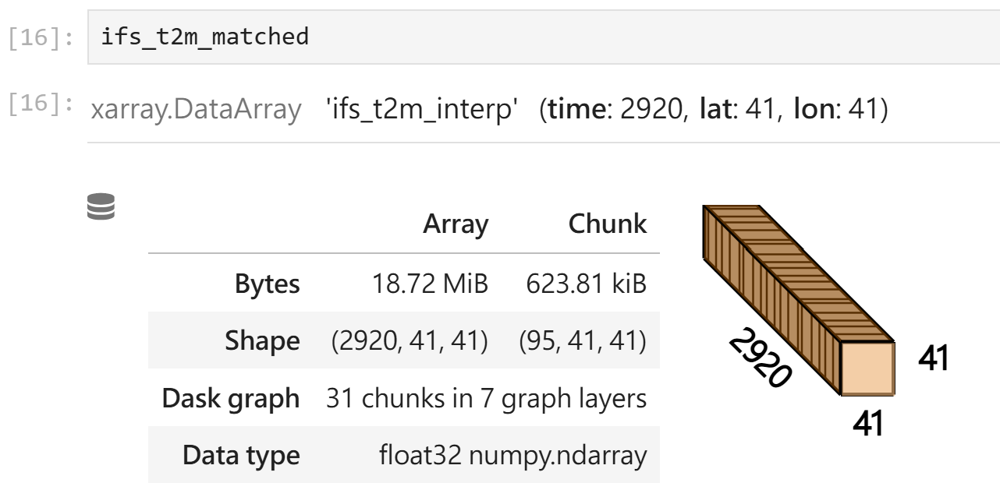 [16]: ifs_t2m_matched
[16]: xarray.DataArray 'ifs_t2m_interp' (time: 2920, lat: 41, lon: 41)
Array Chunk
Bytes 18.72 MiB 623.81 kiB
Shape (2920, 41, 41) (95, 41, 41)
Dask graph 31 chunks in 7 graph layers
Data type float32 numpy.ndarray
2920
41
41